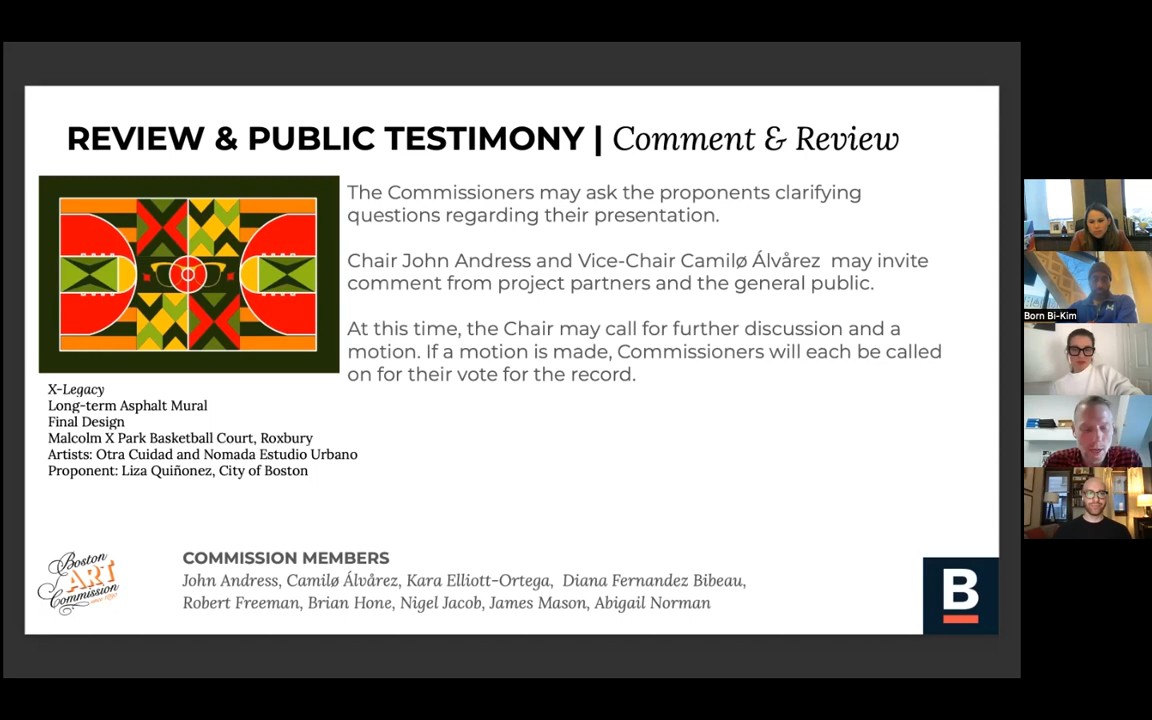 REVIEW & PUBLIC TESTIMONY | Comment & Review
The Commissioners may ask the proponents clarifying
questions regarding their presentation.
Chair John Andress and Vice-Chair Camilø Álvårez may invite
comment from project partners and the general public.
At this time, the Chair may call for further discussion and a
motion. If a motion is made, Commissioners will each be called
on for their vote for the record.
X-Legacy
Long-term Asphalt Mural
Final Design
Malcolm X Park Basketball Court, Roxbury
Artists: Otra Cuidad and Nomada Estudio Urbano
Proponent: Liza Quiñonez, City of Boston
Boston
ART
Commission
since 1890
COMMISSION MEMBERS
John Andress, Camilø Álvårez, Kara Elliott-Ortega, Diana Fernandez Bibeau,
Robert Freeman, Brian Hone, Nigel Jacob, James Mason, Abigail Norman
B
Born Bi-Kim